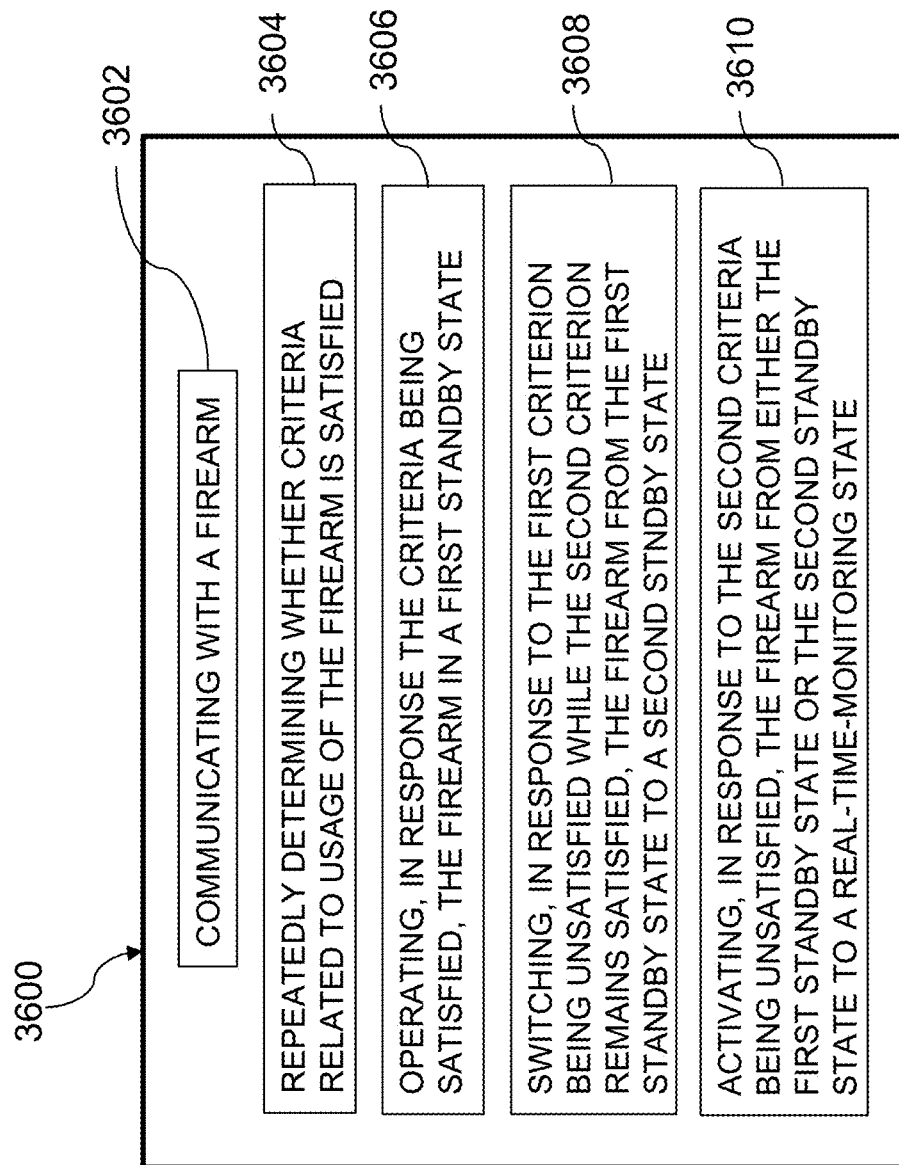 3600
3602
COMMUNICATING WITH A FIREARM
3604
REPEATEDLY DETERMINING WHETHER CRITERIA
RELATED TO USAGE OF THE FIREARM IS SATISFIED
3606
OPERATING, IN RESPONSE THE CRITERIA BEING
SATISFIED, THE FIREARM IN A FIRST STANDBY STATE
3608
SWITCHING, IN RESPONSE TO THE FIRST CRITERION
BEING UNSATISFIED WHILE THE SECOND CRITERION
REMAINS SATISFIED, THE FIREARM FROM THE FIRST
STANDBY STATE TO A SECOND STNDBY STATE
3610
ACTIVATING, IN RESPONSE TO THE SECOND CRITERIA
BEING UNSATISFIED, THE FIREARM FROM EITHER THE
FIRST STANDBY STATE OR THE SECOND STANDBY
STATE TO A REAL-TIME-MONITORING STATE